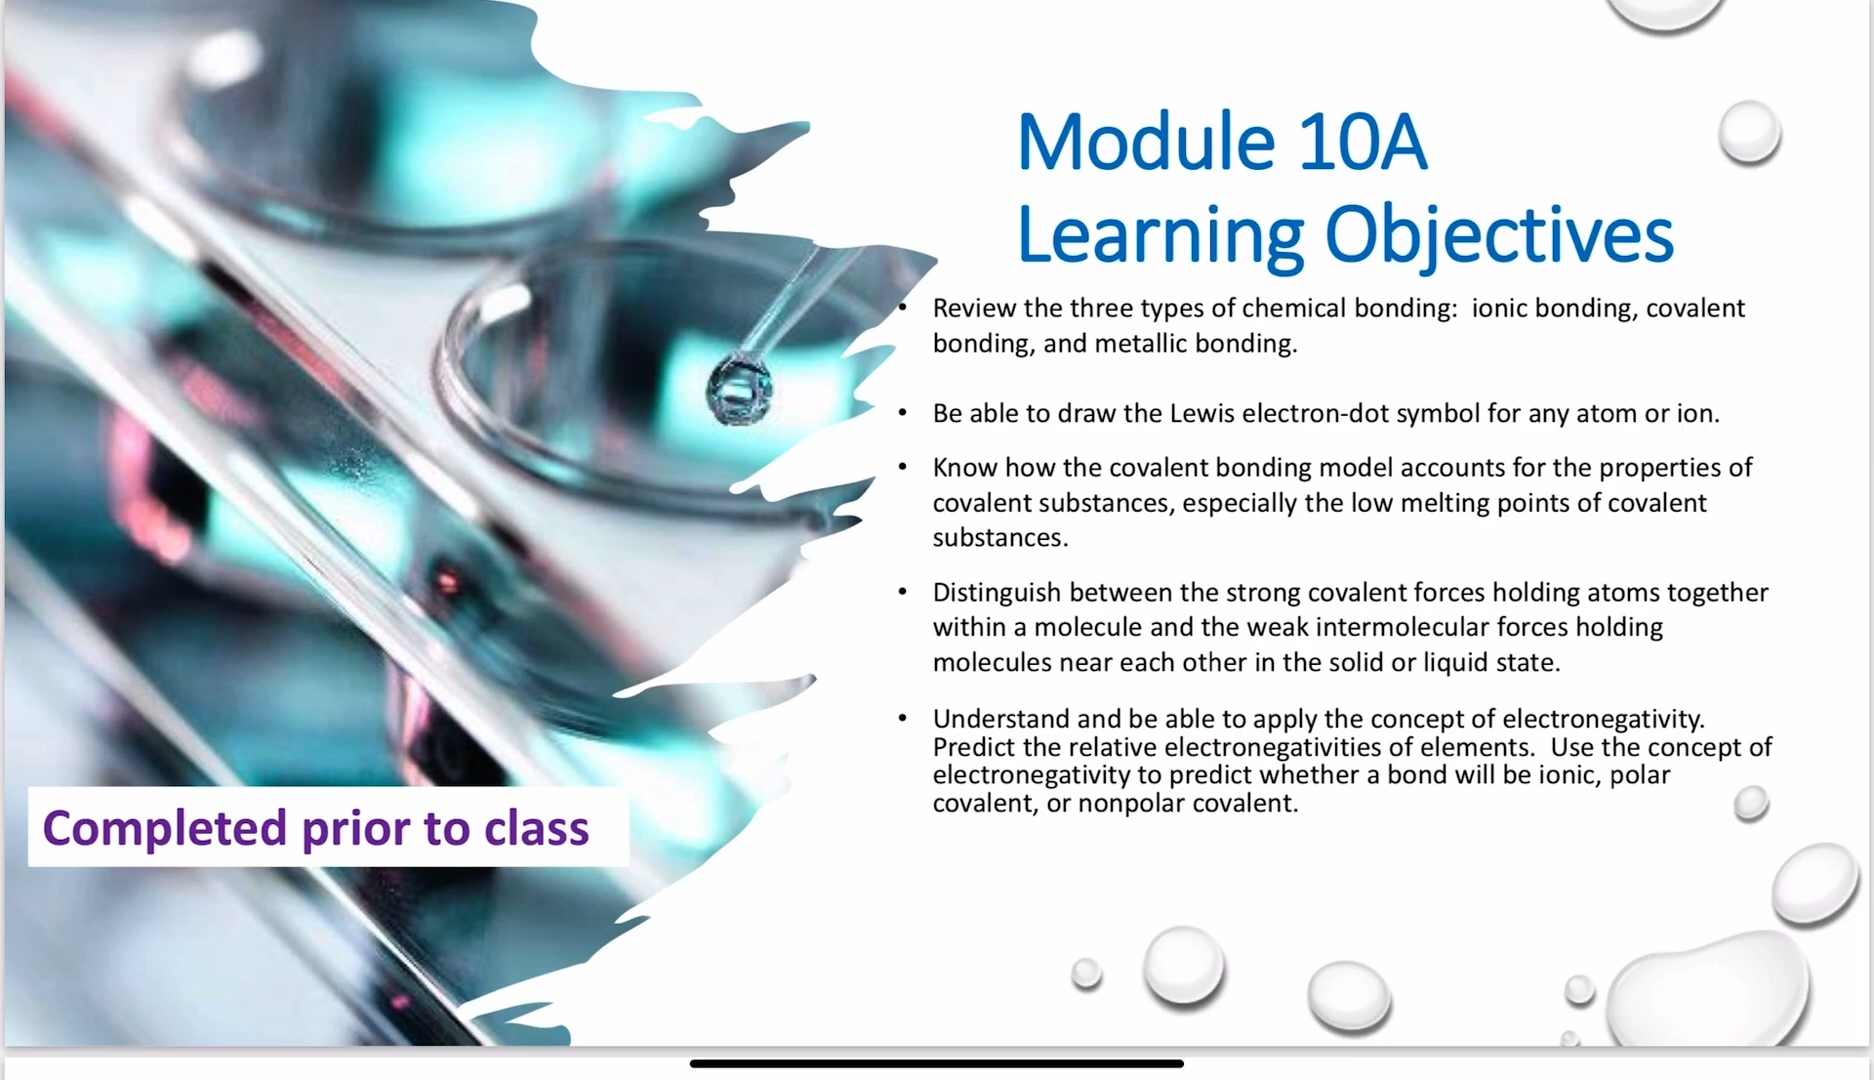 Module 10A
Learning Objectives
• Review the three types of chemical bonding:  ionic bonding, covalent
bonding, and metallic bonding.
• Be able to draw the Lewis electron-dot symbol for any atom or ion.
• Know how the covalent bonding model accounts for the properties of
covalent substances, especially the low melting points of covalent
substances.
• Distinguish between the strong covalent forces holding atoms together
within a molecule and the weak intermolecular forces holding
molecules near each other in the solid or liquid state.
• Understand and be able to apply the concept of electronegativity.
Predict the relative electronegativities of elements.  Use the concept of
electronegativity to predict whether a bond will be ionic, polar
covalent, or nonpolar covalent.
Completed prior to class